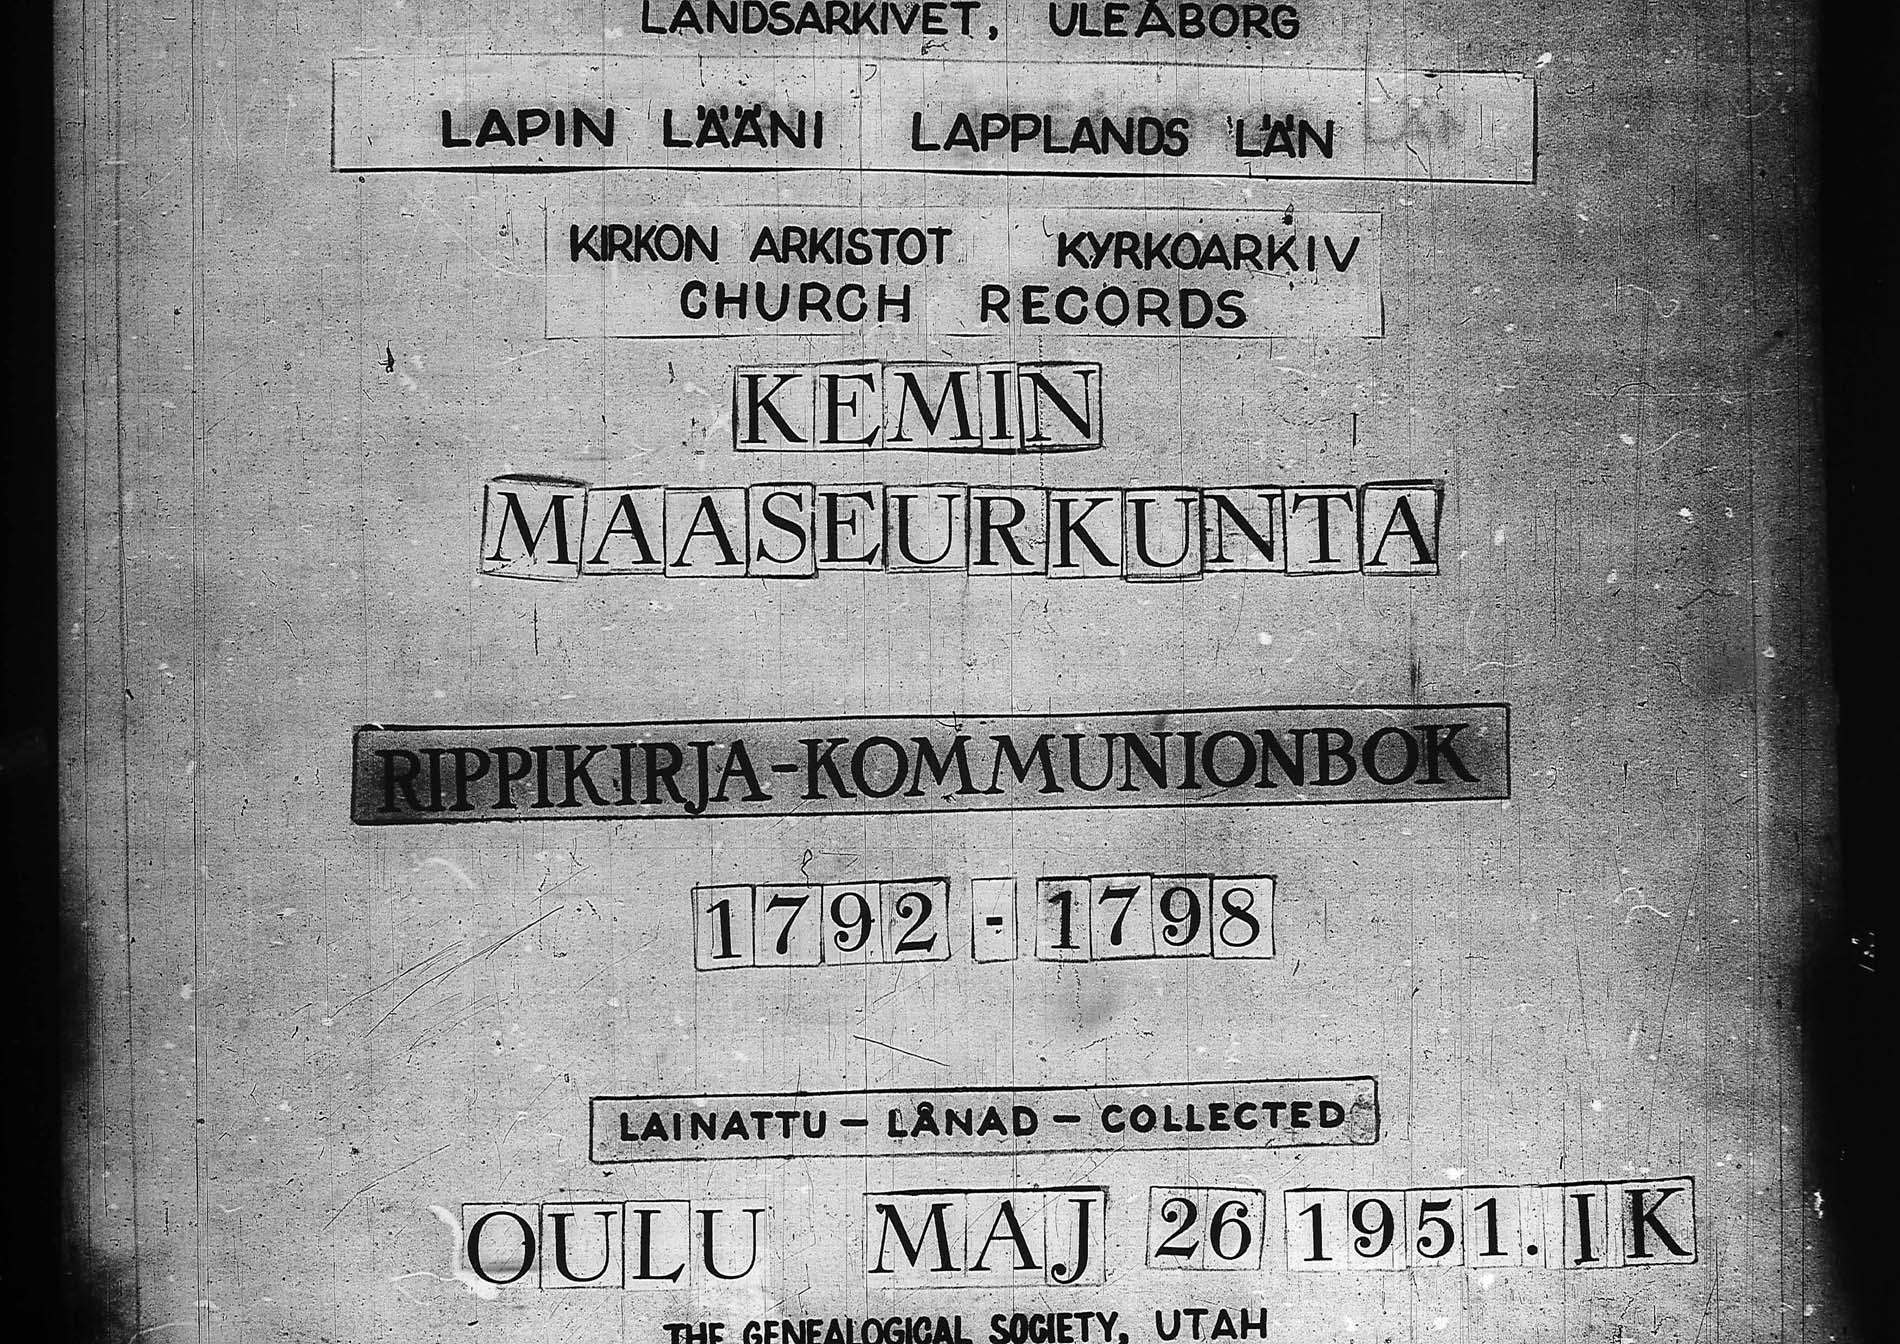 LANDSARKIVET, ULEÅBORG
LAPIN LÄÄNI LAPPLANDS LÄN
KIRKON ARKISTOT KYRKOARKIV
CHURCH RECORDS
KEMIN
MAASEURKUNTA
RIPPIKIRJA-KOMMUNIONBOK
1792-1798
LAINATTU - LÅNAD - COLLECTED
OULU MAJ 26 1951. IK
THE GENEALOGICAL SOCIETY, UTAH